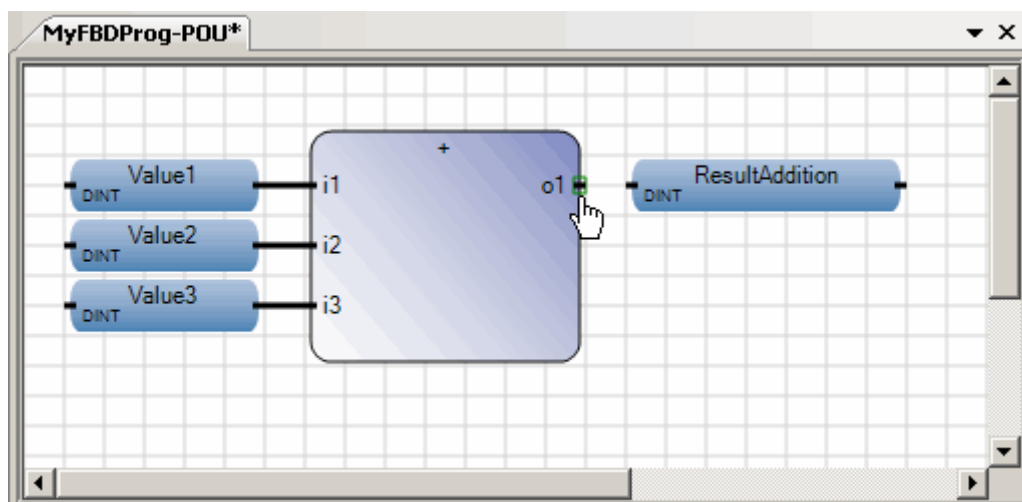 MyFBDProg-POU*
+
Value1
DINT
i1
o1
ResultAddition
DINT
Value2
DINT
i2
Value3
DINT
i3